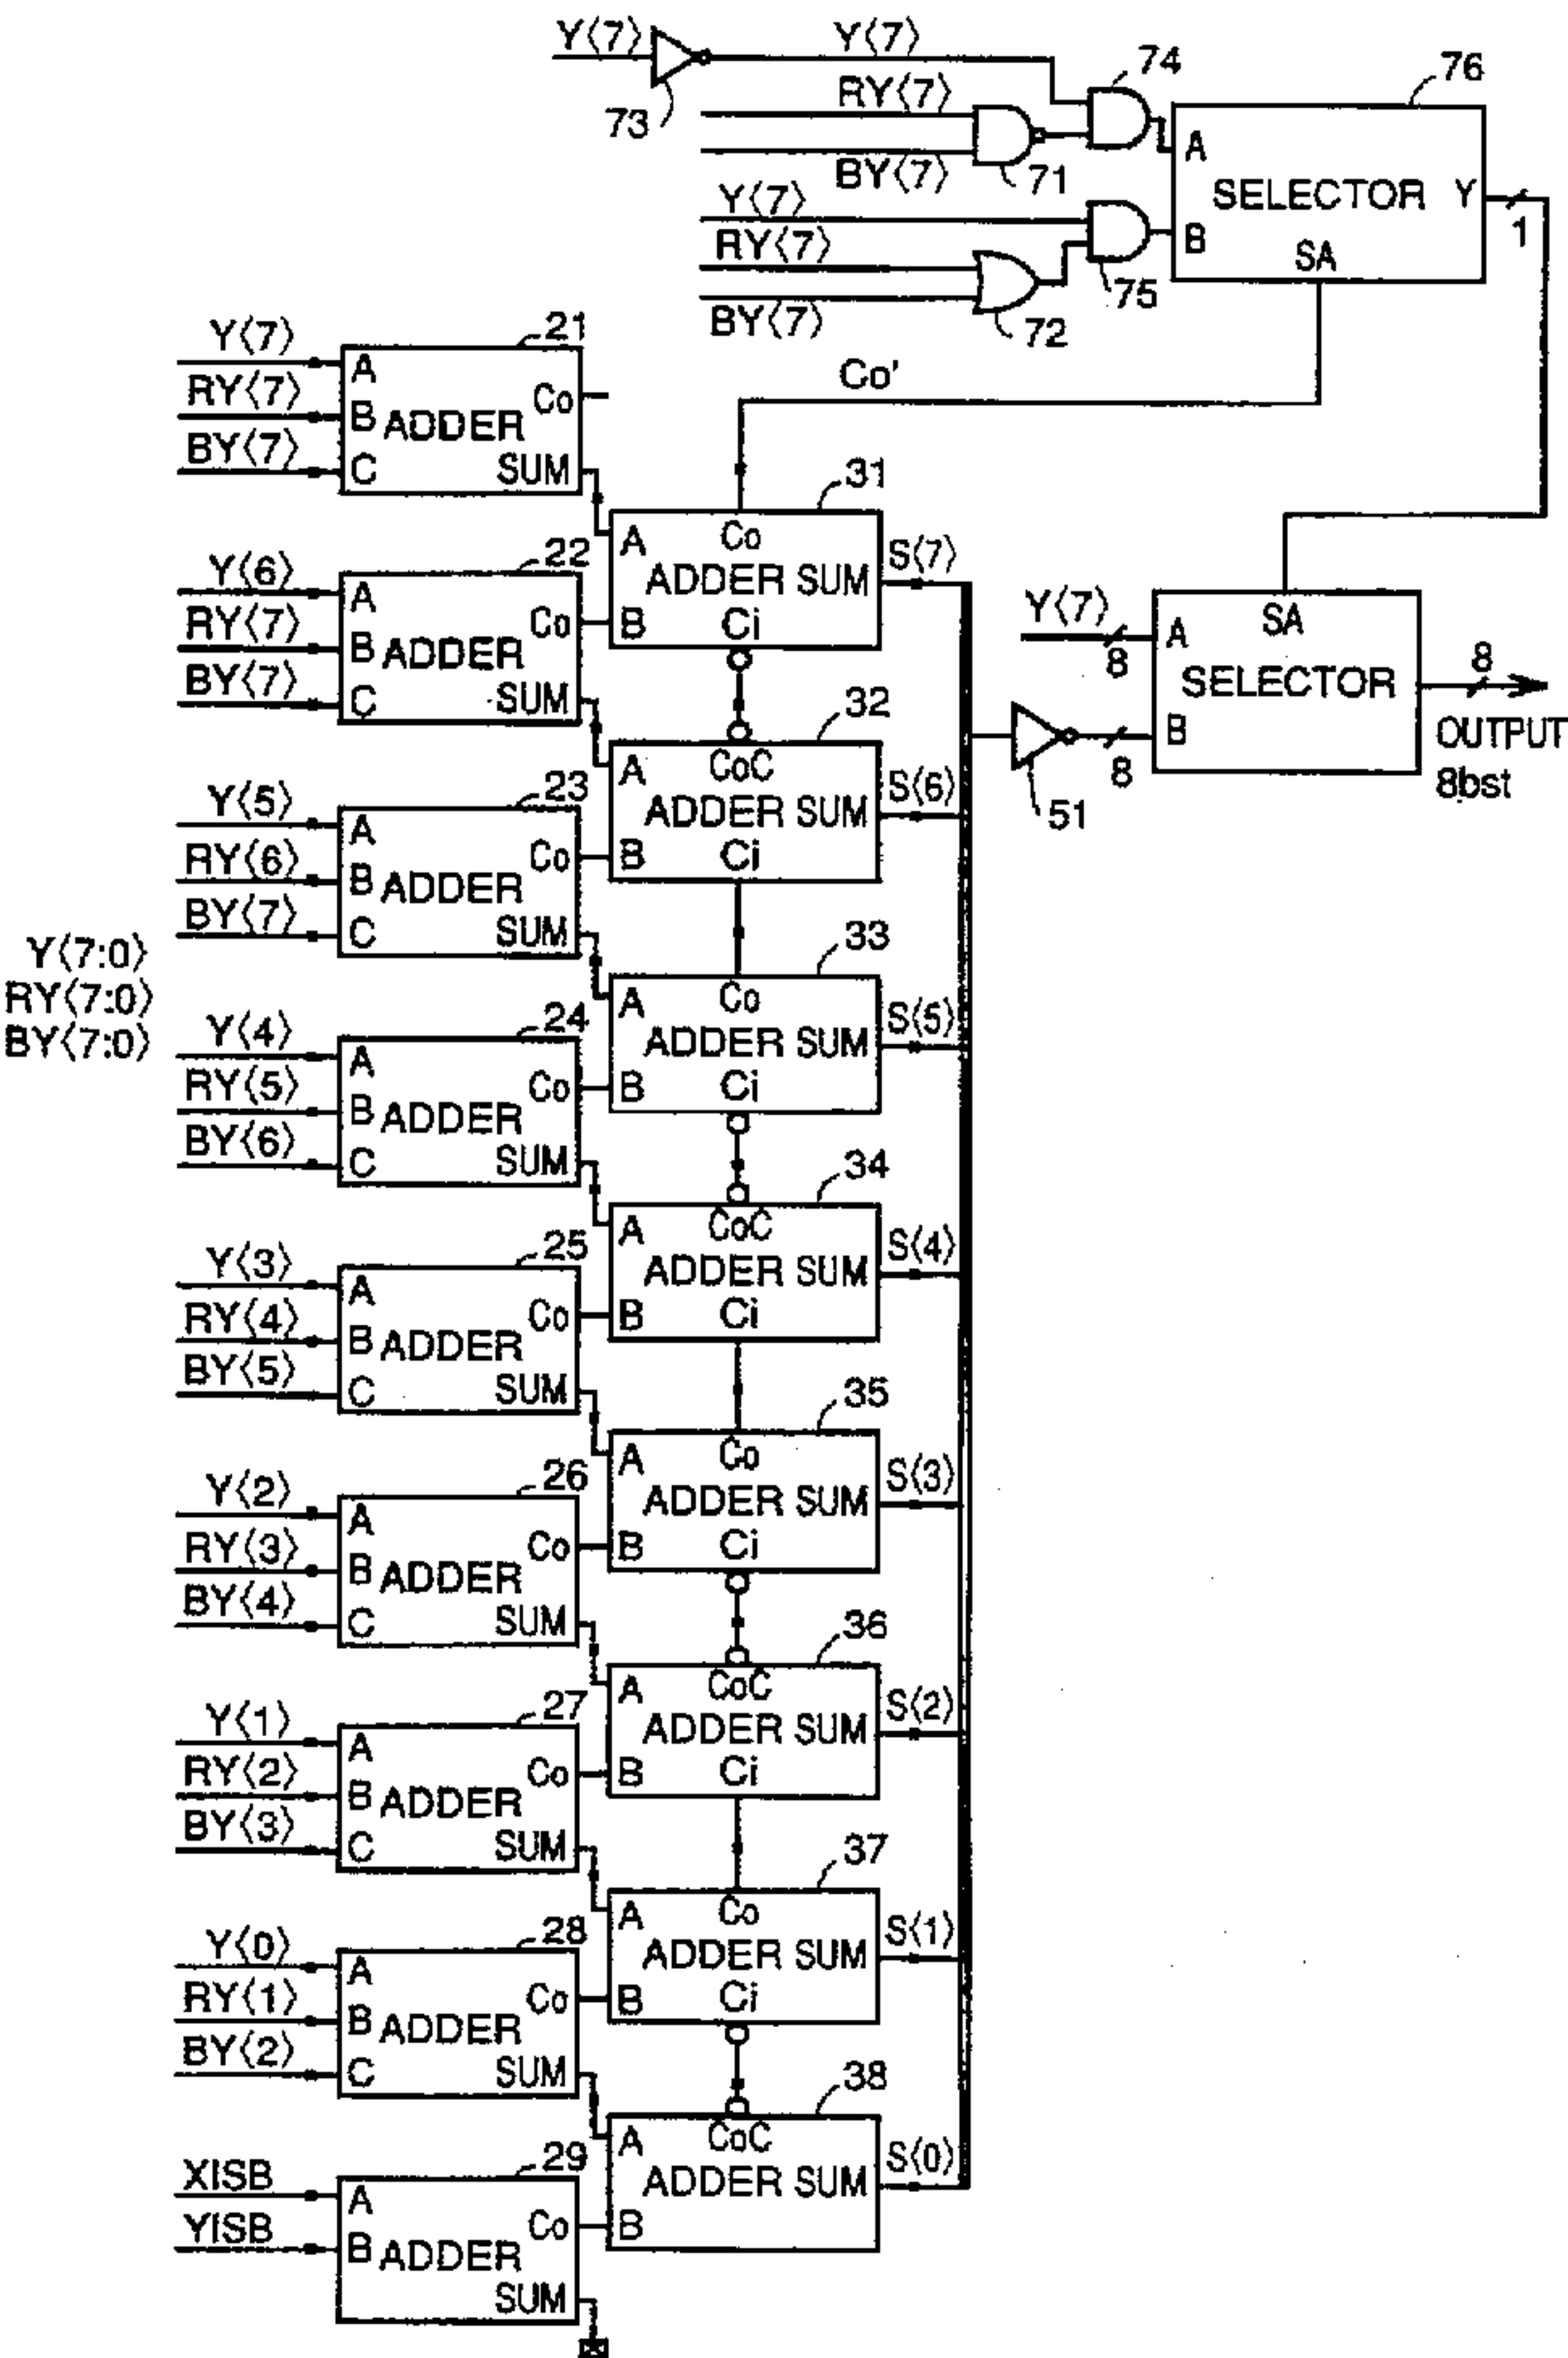 Y⟨7⟩ Y⟨7⟩ 74 76
73 RY⟨7⟩
BY⟨7⟩ 71
A SELECTOR Y 1
Y⟨7⟩ B SA
RY⟨7⟩ 75
BY⟨7⟩ 72
Co'
Y⟨7⟩ 21
RY⟨7⟩ A Co
BY⟨7⟩ B ADDER
C SUM
31
A Co S⟨7⟩
ADDER SUM
B Ci
Y⟨6⟩ 22
RY⟨7⟩ A Co
BY⟨7⟩ B ADDER
C SUM
Y⟨7⟩ 8 A SA 8
SELECTOR
8 B OUTPUT
51 8bst
32
A CoC S⟨6⟩
ADDER SUM
B Ci
Y⟨5⟩ 23
RY⟨6⟩ A Co
BY⟨7⟩ B ADDER
C SUM
Y⟨7:0⟩
RY⟨7:0⟩
BY⟨7:0⟩
33
A Co S⟨5⟩
ADDER SUM
B Ci
Y⟨4⟩ 24
RY⟨5⟩ A Co
BY⟨6⟩ B ADDER
C SUM
34
A CoC S⟨4⟩
ADDER SUM
B Ci
Y⟨3⟩ 25
RY⟨4⟩ A Co
BY⟨5⟩ B ADDER
C SUM
35
A Co S⟨3⟩
ADDER SUM
B Ci
Y⟨2⟩ 26
RY⟨3⟩ A Co
BY⟨4⟩ B ADDER
C SUM
36
A CoC S⟨2⟩
ADDER SUM
B Ci
Y⟨1⟩ 27
RY⟨2⟩ A Co
BY⟨3⟩ B ADDER
C SUM
37
A Co S⟨1⟩
ADDER SUM
B Ci
Y⟨0⟩ 28
RY⟨1⟩ A Co
BY⟨2⟩ B ADDER
C SUM
38
A CoC S⟨0⟩
ADDER SUM
B
XISB 29
YISB A Co
B ADDER
SUM